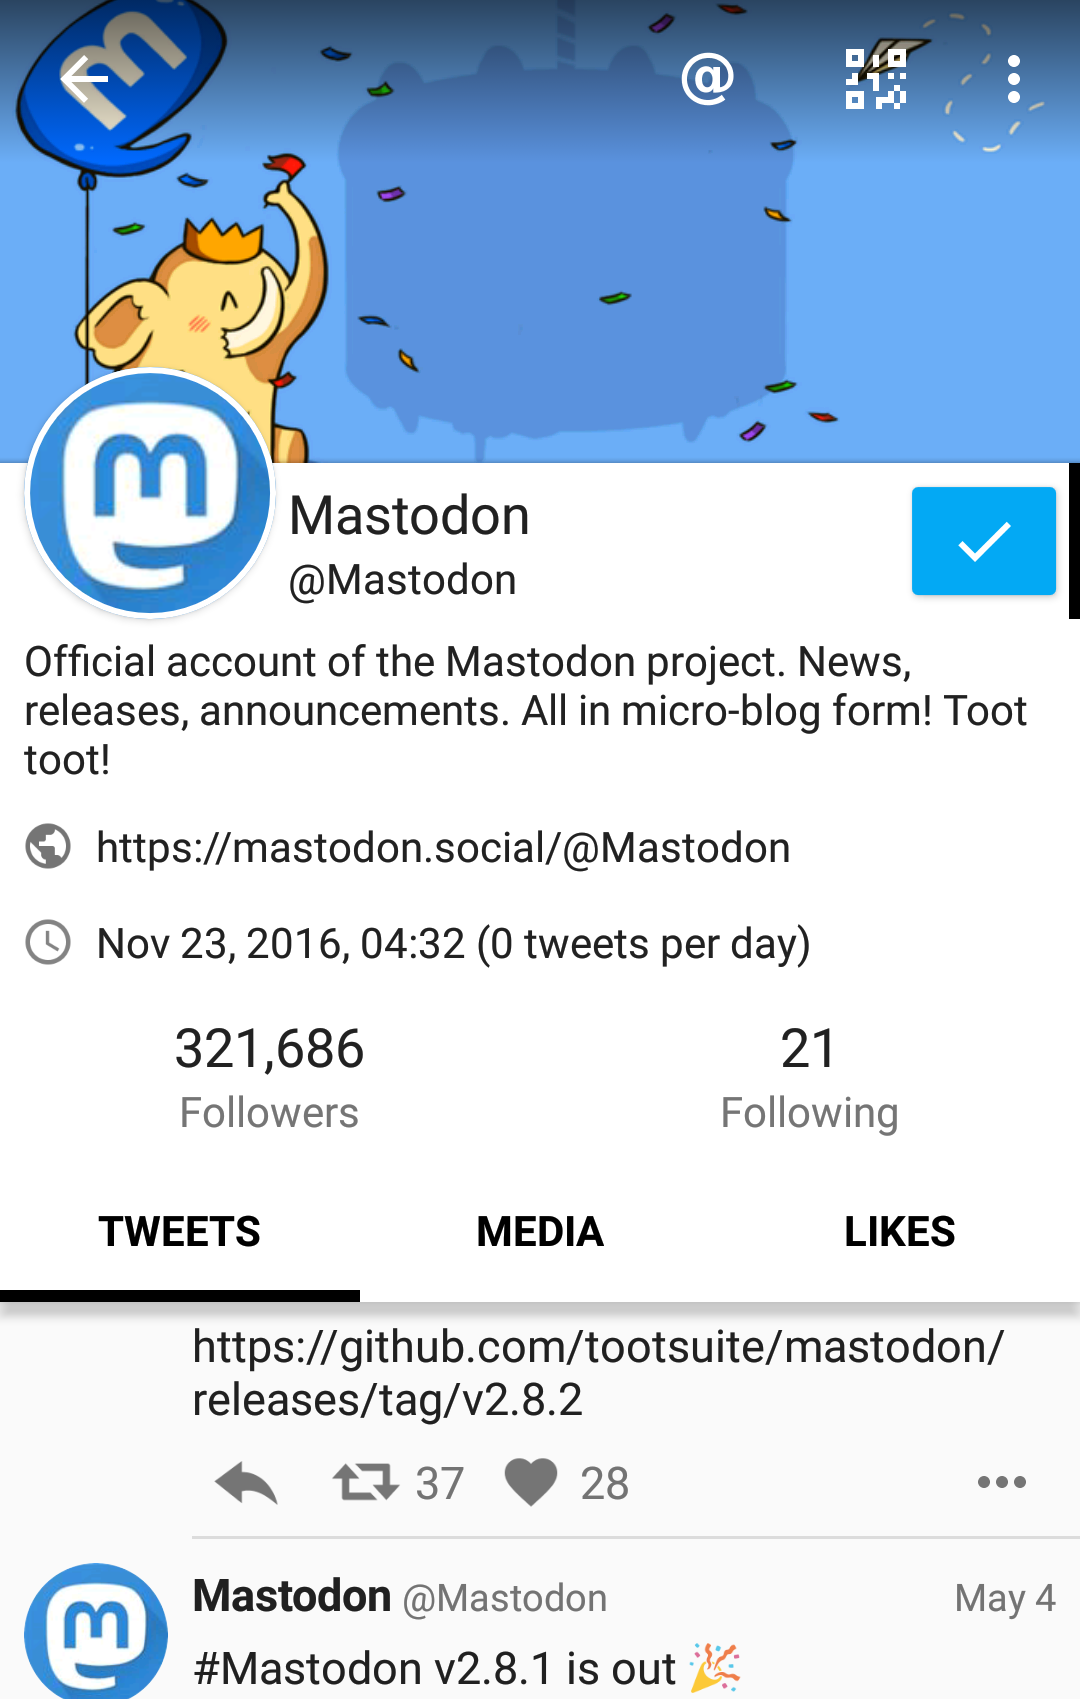 m
@
m
Mastodon
@Mastodon
Official account of the Mastodon project. News,
releases, announcements. All in micro-blog form! Toot
toot!
https://mastodon.social/@Mastodon
Nov 23, 2016, 04:32 (0 tweets per day)
321,686 21
Followers Following
TWEETS MEDIA LIKES
https://github.com/tootsuite/mastodon/
releases/tag/v2.8.2
37 28
m
Mastodon @Mastodon May 4
#Mastodon v2.8.1 is out 🎉